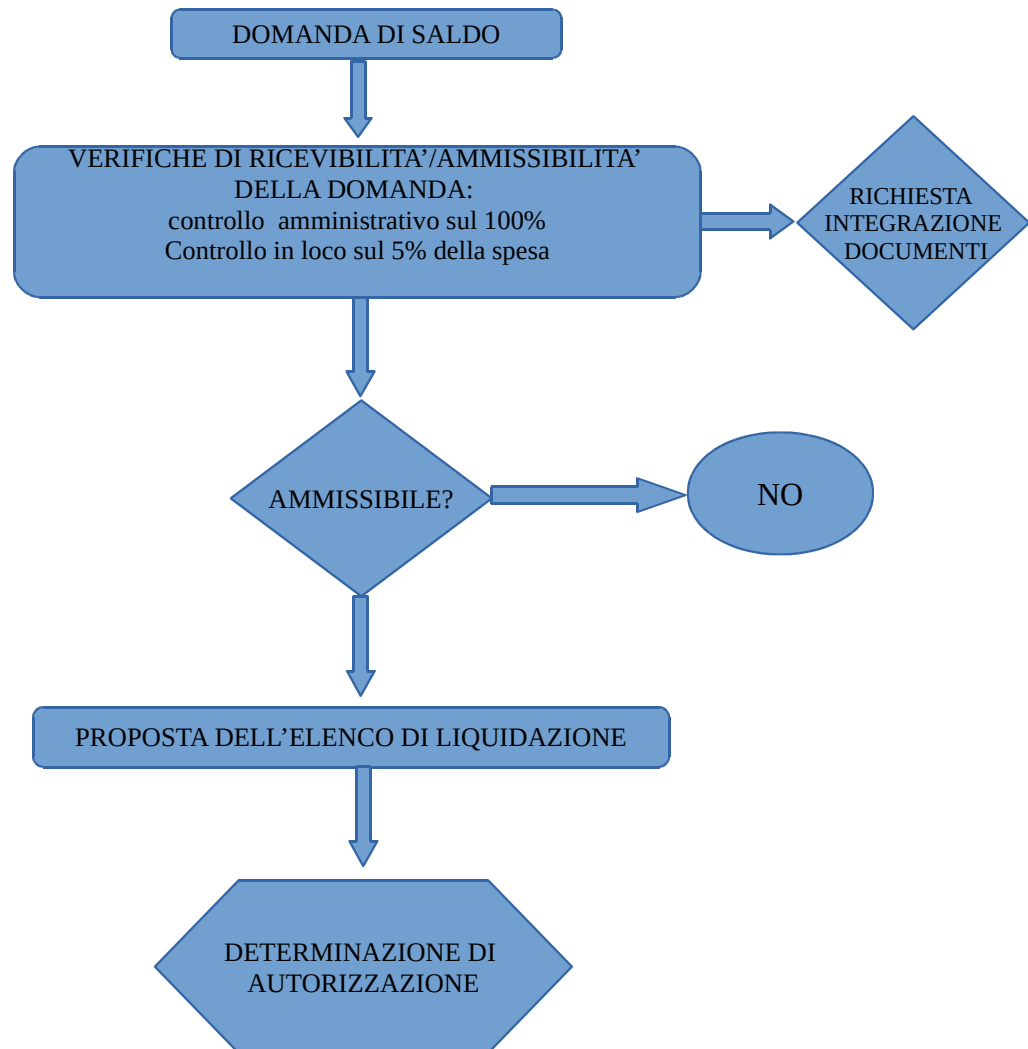 DOMANDA DI SALDO
VERIFICHE DI RICEVIBILITA’/AMMISSIBILITA’
DELLA DOMANDA:
controllo amministrativo sul 100%
Controllo in loco sul 5% della spesa
RICHIESTA
INTEGRAZIONE
DOCUMENTI
AMMISSIBILE?
NO
PROPOSTA DELL’ELENCO DI LIQUIDAZIONE
DETERMINAZIONE DI
AUTORIZZAZIONE